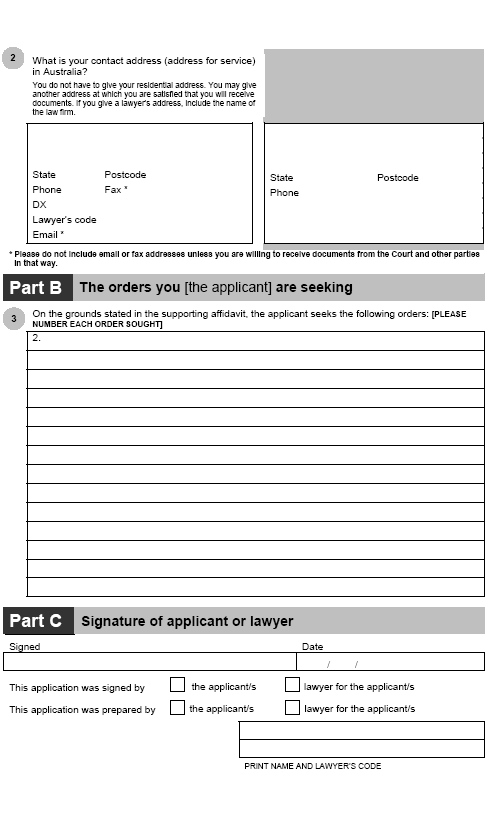 2
What is your contact address (address for service)
in Australia?
You do not have to give your residential address. You may give
another address at which you are satisfied that you will receive
documents. If you give a lawyer's address, include the name of
the law firm.
State Postcode
Phone Fax *
DX
Lawyer's code
Email *
State Postcode
Phone
* Please do not include email or fax addresses unless you are willing to receive documents from the Court and other parties
in that way.
Part B The orders you [the applicant] are seeking
3
On the grounds stated in the supporting affidavit, the applicant seeks the following orders: [PLEASE
NUMBER EACH ORDER SOUGHT]
2.
Part C Signature of applicant or lawyer
Signed Date
/ /
This application was signed by the applicant/s lawyer for the applicant/s
This application was prepared by the applicant/s lawyer for the applicant/s
PRINT NAME AND LAWYER'S CODE